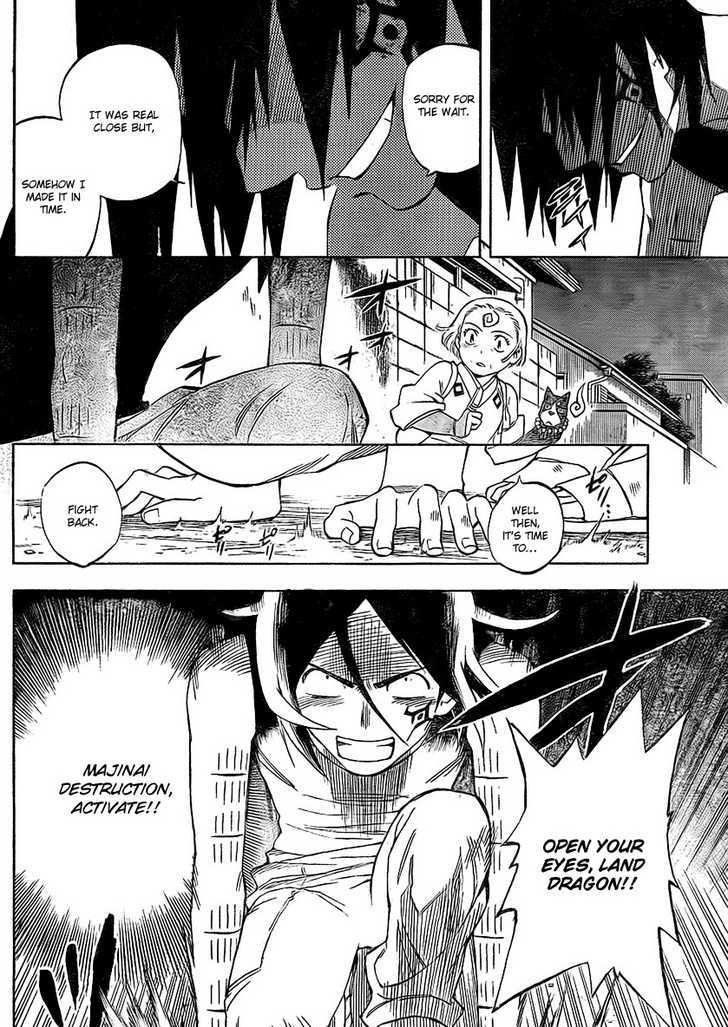 SORRY FOR
THE WAIT.
IT WAS REAL
CLOSE BUT,
SOMEHOW I
MADE IT IN
TIME.
WELL
THEN,
IT'S TIME
TO...
FIGHT
BACK.
OPEN YOUR
EYES, LAND
DRAGON!!
MAJINAI
DESTRUCTION,
ACTIVATE!!